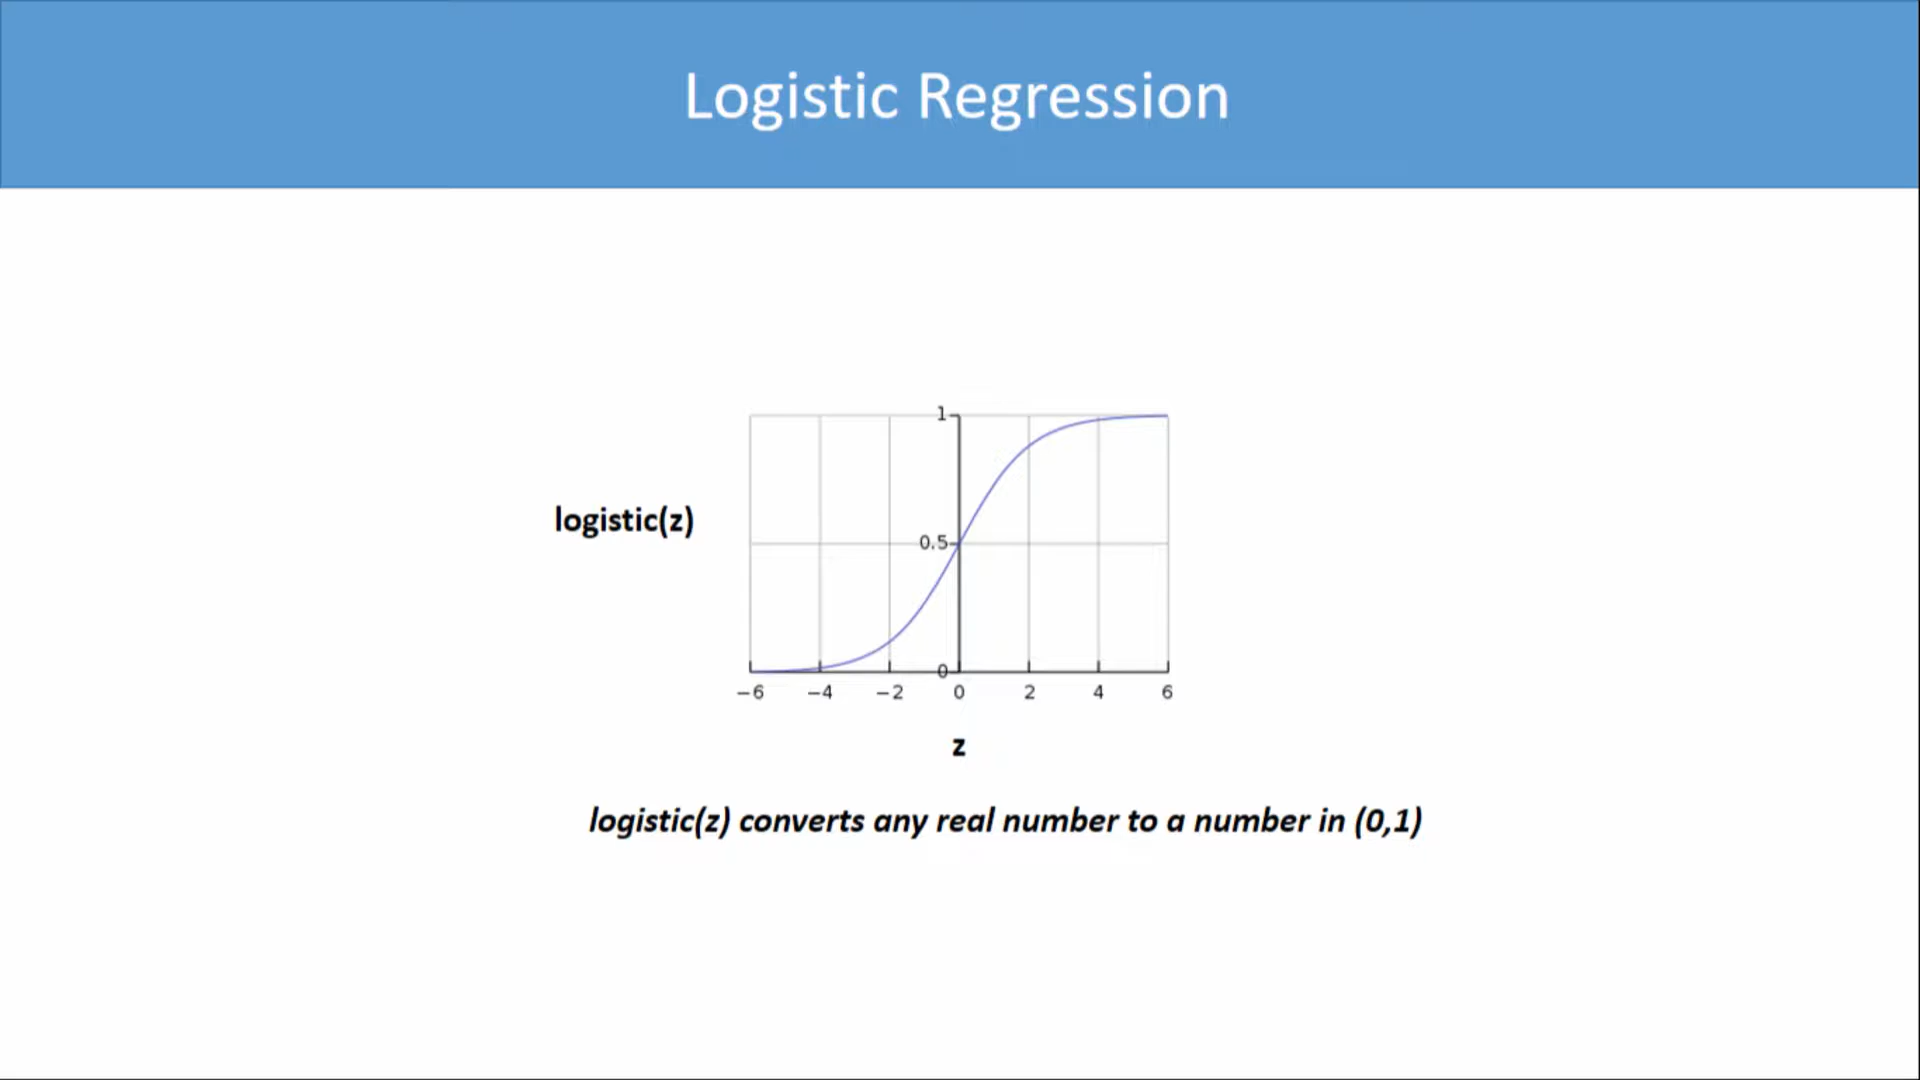 Logistic Regression
1
logistic(z)
0.5
0
−6 −4 −2 0 2 4 6
z
logistic(z) converts any real number to a number in (0,1)